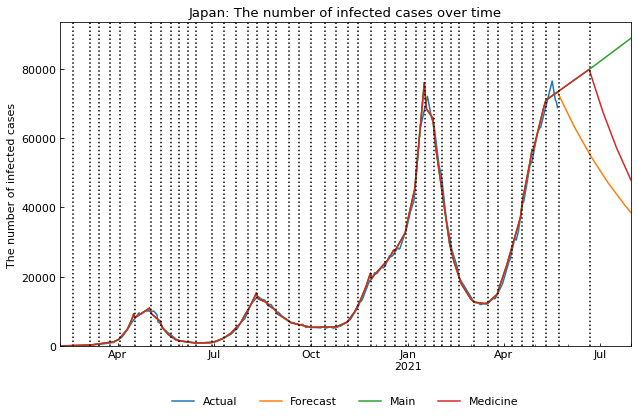 Japan: The number of infected cases over time
The number of infected cases
80000
60000
40000
20000
0
Apr Jul Oct Jan Apr Jul
2021
Actual Forecast Main Medicine